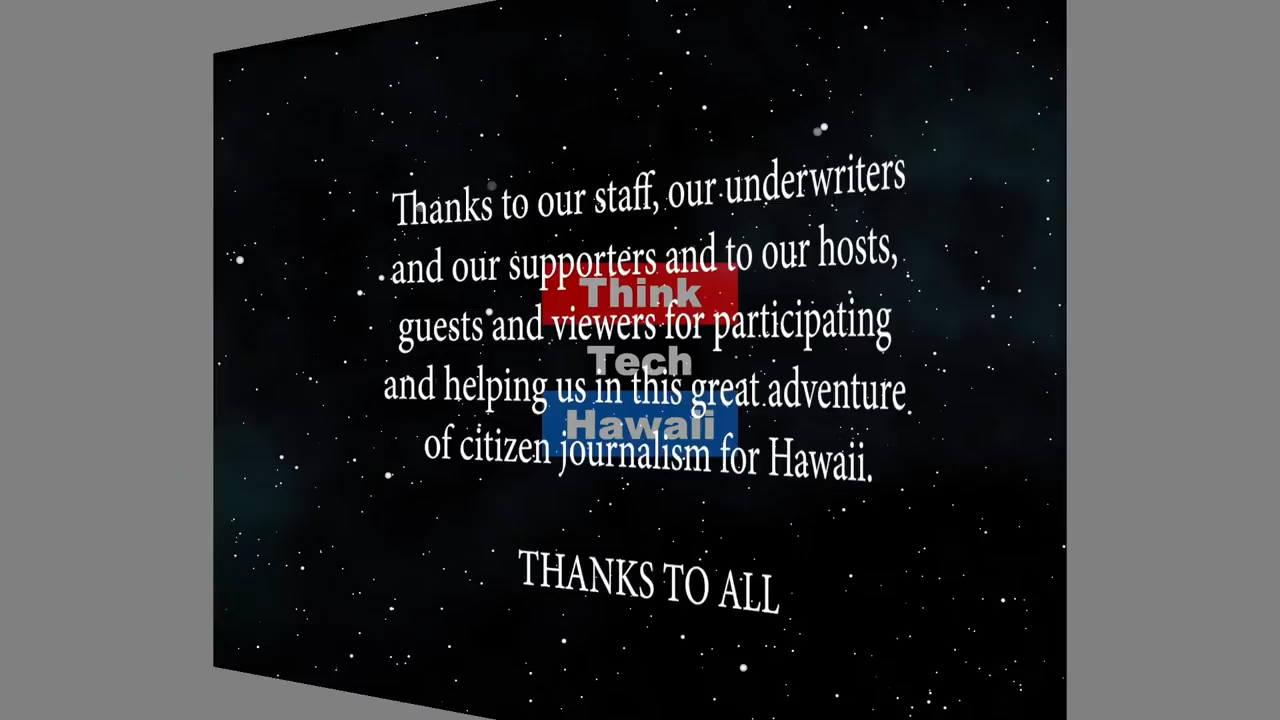 Thanks to our staff, our underwriters
and our supporters and to our hosts,
Think
guests and viewers for participating
Tech
and helping us in this great adventure
Hawaii
of citizen journalism for Hawaii.
THANKS TO ALL